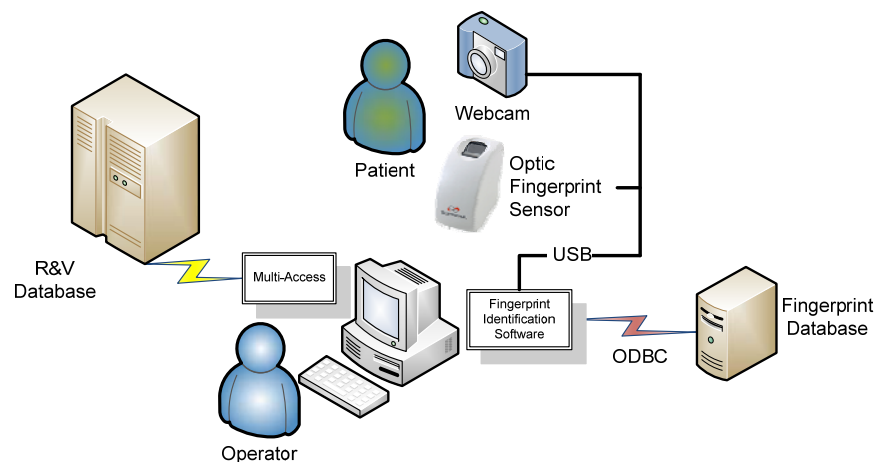 Webcam
Patient
Optic
Fingerprint
Sensor
R&V
Database
Multi-Access
USB
Fingerprint
Identification
Software
Fingerprint
Database
ODBC
Operator